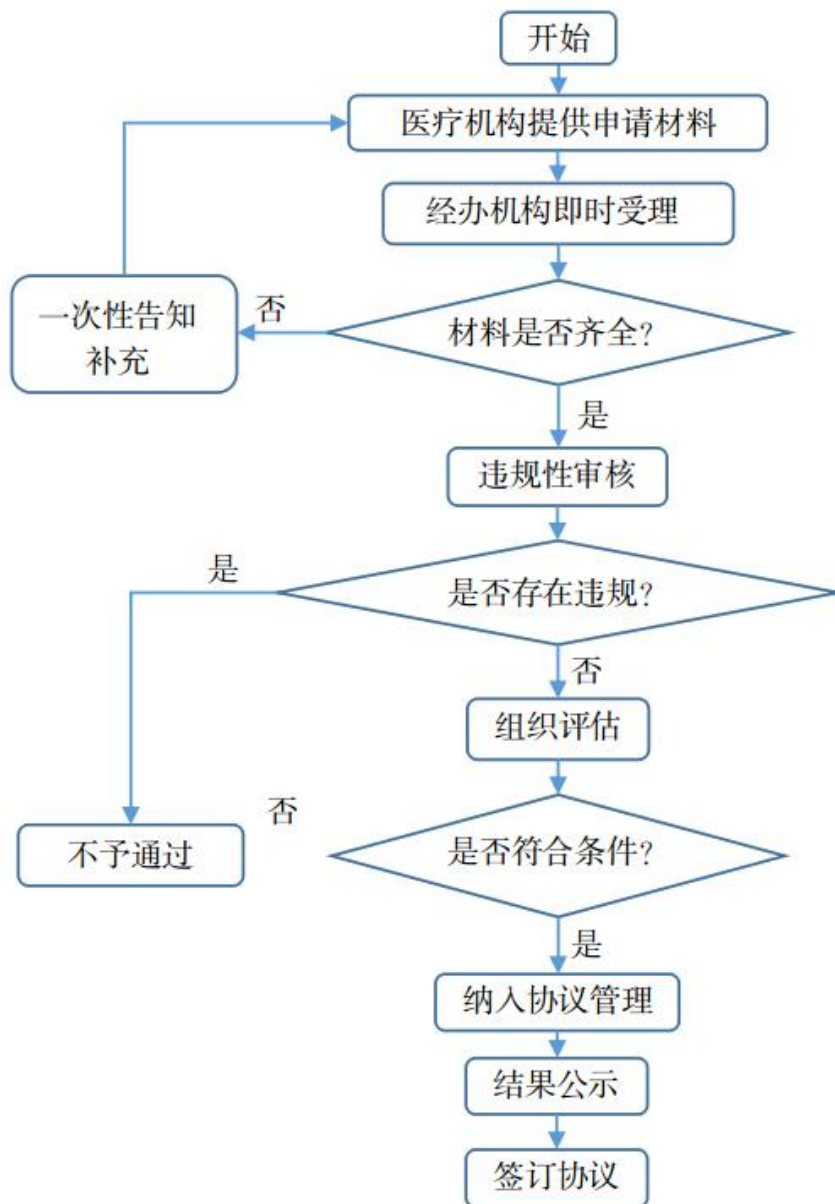 开始
医疗机构提供申请材料
经办机构即时受理
一次性告知
补充
否
材料是否齐全?
是
违规性审核
是
是否存在违规?
否
组织评估
否
不予通过
是否符合条件?
是
纳入协议管理
结果公示
签订协议